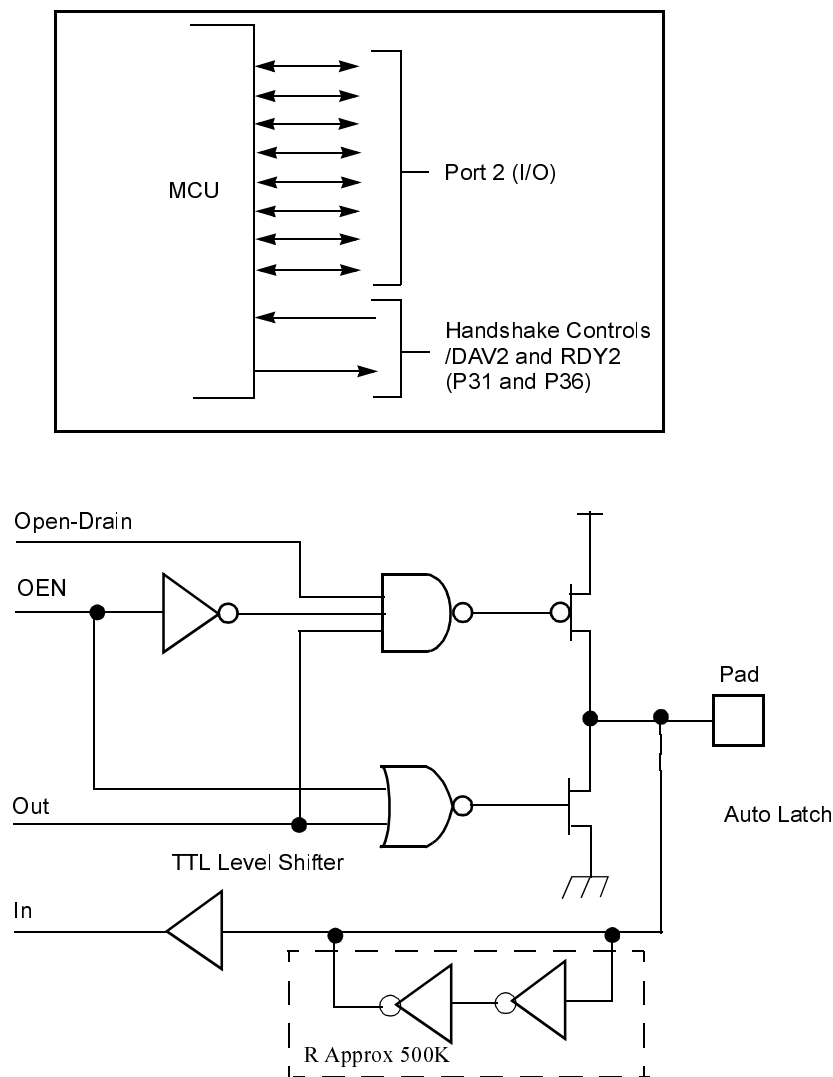 MCU
Port 2 (I/O)
Handshake Controls
/DAV2 and RDY2
(P31 and P36)
Open-Drain
OEN
Pad
Out
Auto Latch
TTL Level Shifter
In
R Approx 500K